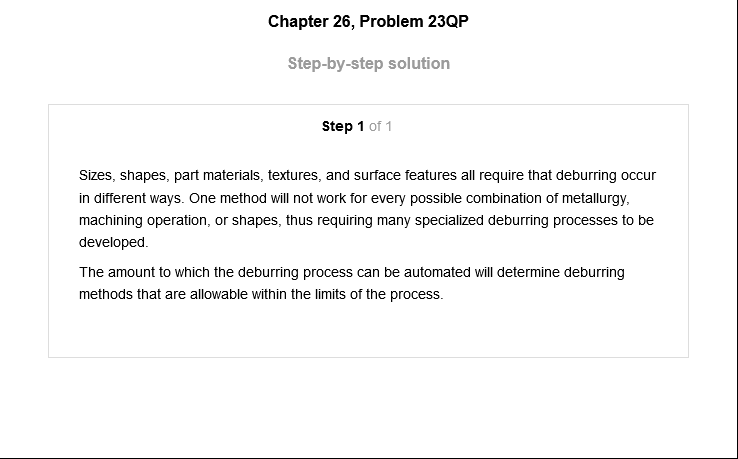 Chapter 26, Problem 23QP
Step-by-step solution
Step 1 of 1
Sizes, shapes, part materials, textures, and surface features all require that deburring occur
in different ways. One method will not work for every possible combination of metallurgy,
machining operation, or shapes, thus requiring many specialized deburring processes to be
developed.
The amount to which the deburring process can be automated will determine deburring
methods that are allowable within the limits of the process.